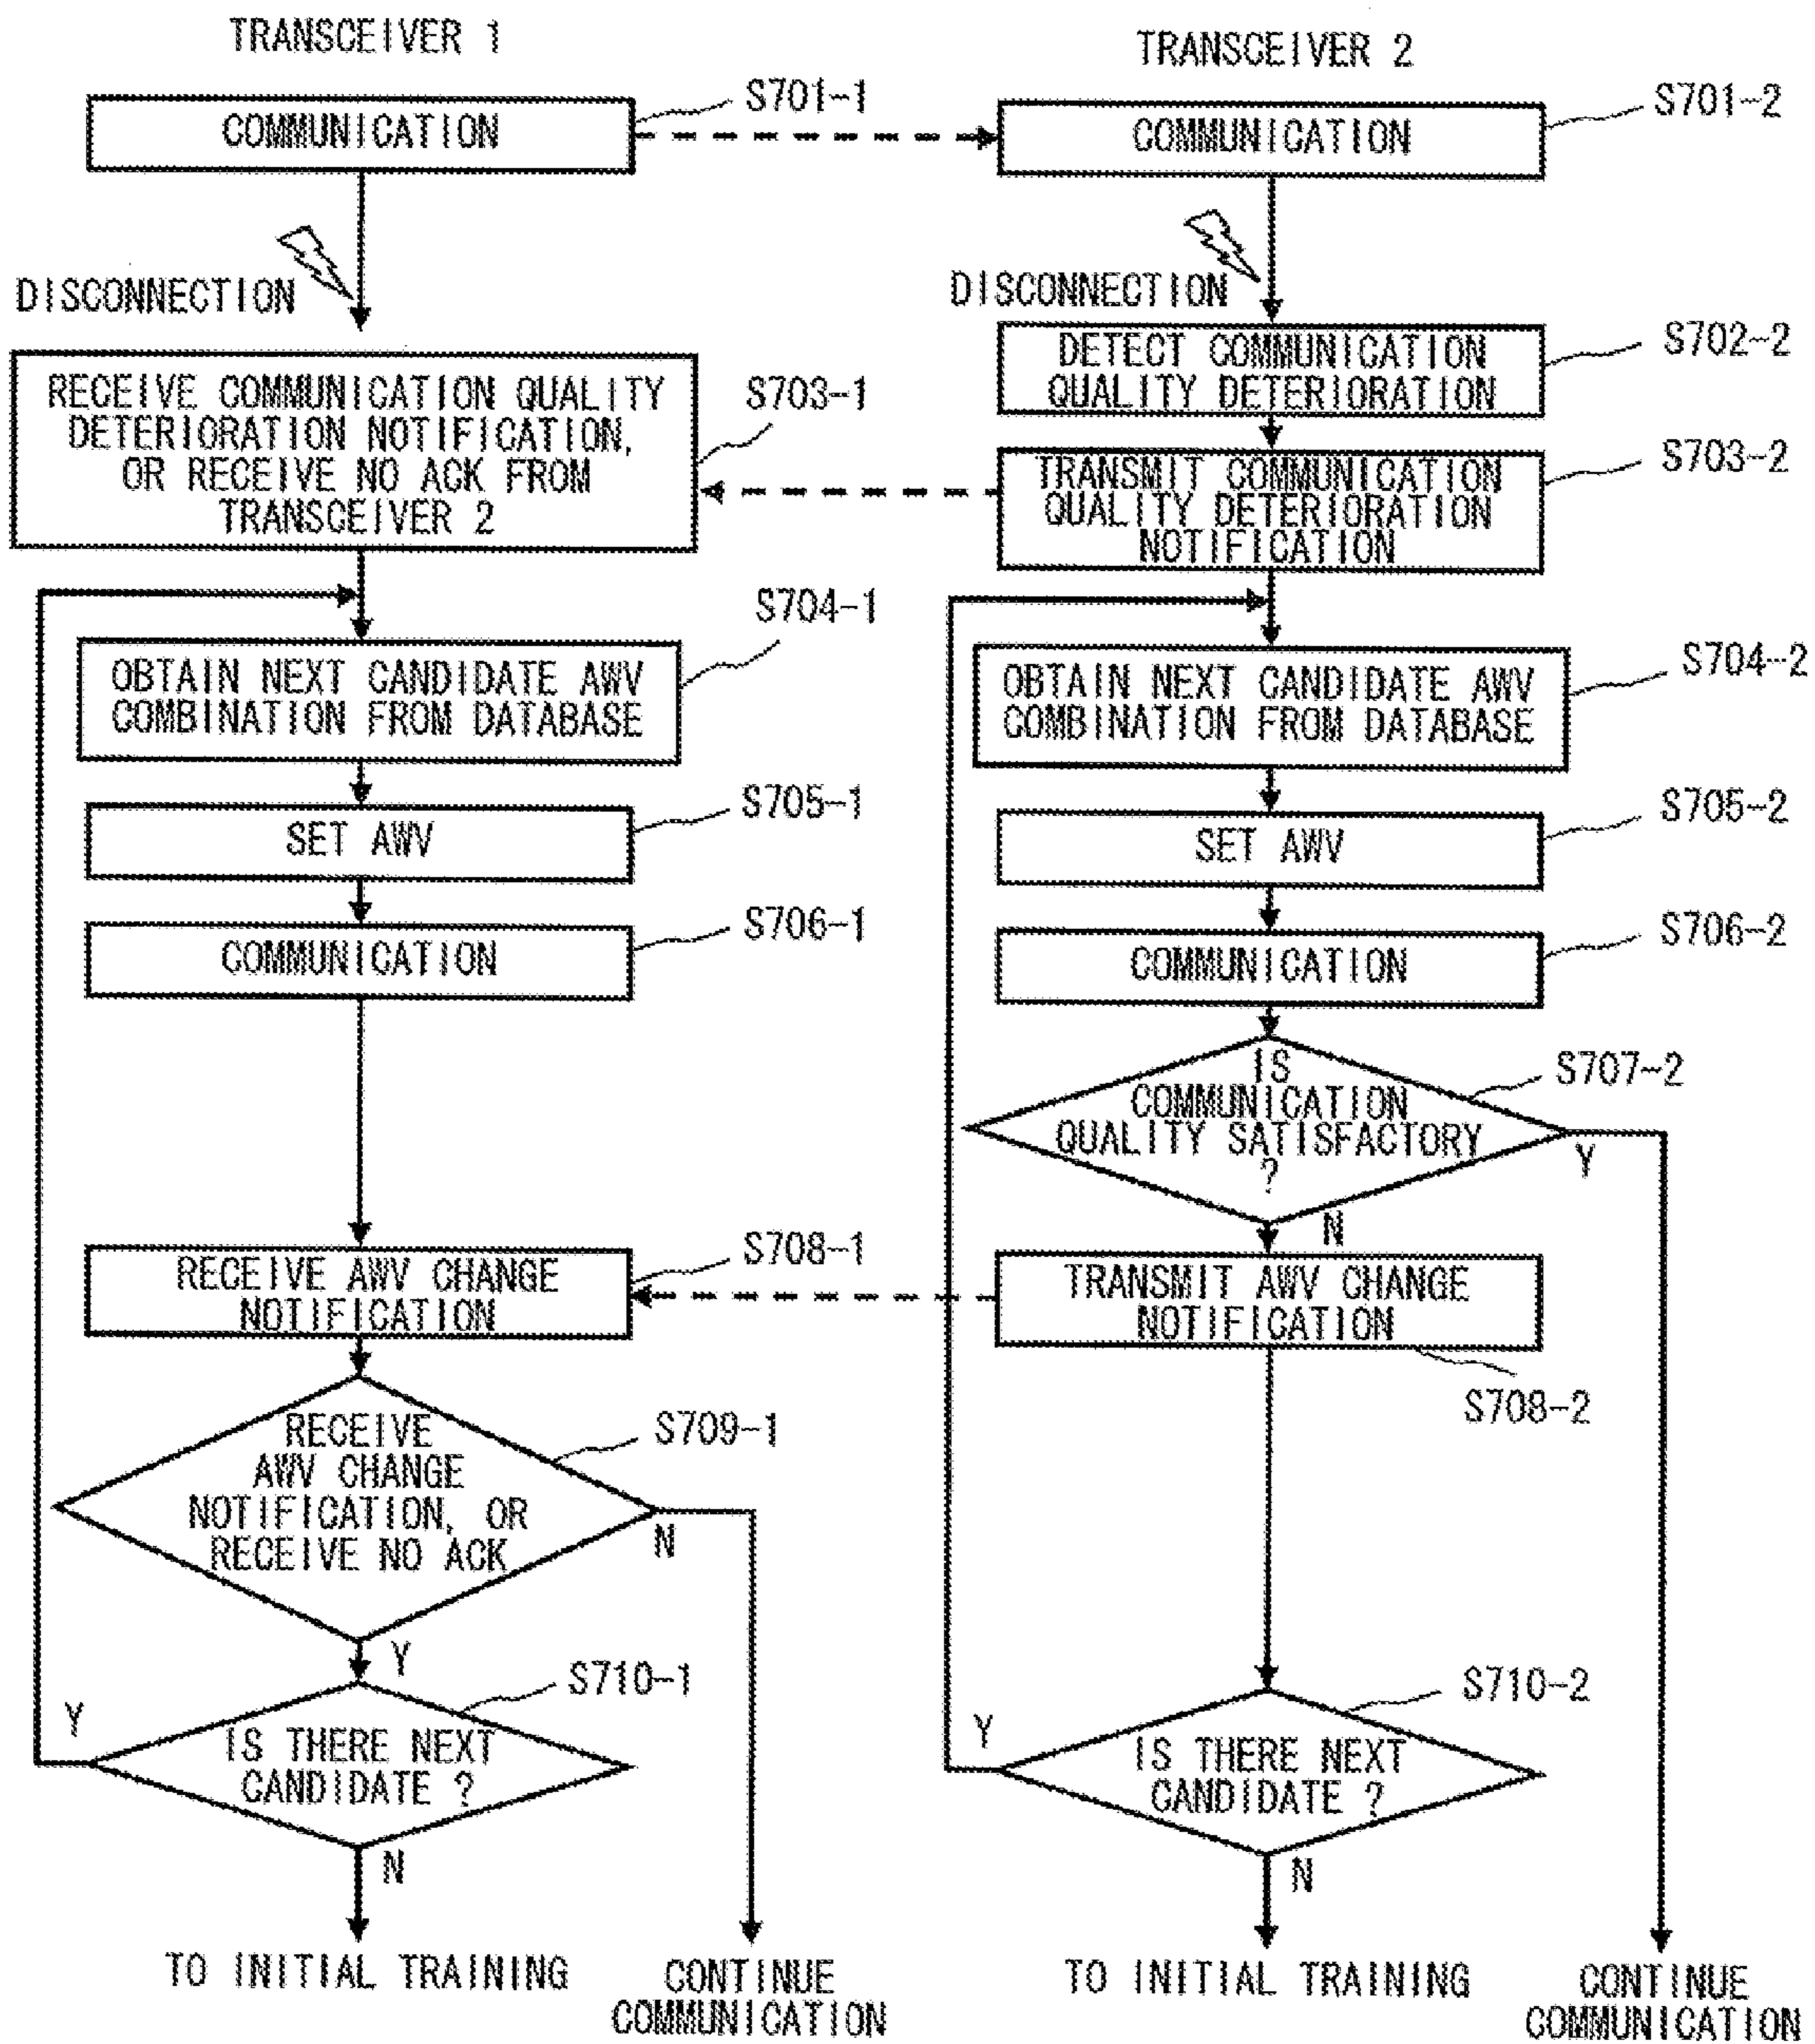 TRANSCEIVER 1
COMMUNICATION
S701-1
DISCONNECTION
RECEIVE COMMUNICATION QUALITY
DETERIORATION NOTIFICATION,
OR RECEIVE NO ACK FROM
TRANSCEIVER 2
S703-1
S704-1
OBTAIN NEXT CANDIDATE AWV
COMBINATION FROM DATABASE
S705-1
SET AWV
S706-1
COMMUNICATION
S708-1
RECEIVE AWV CHANGE
NOTIFICATION
S709-1
RECEIVE
AWV CHANGE
NOTIFICATION, OR
RECEIVE NO ACK
N
Y
S710-1
Y
IS THERE NEXT
CANDIDATE ?
N
TO INITIAL TRAINING
CONTINUE
COMMUNICATION
TRANSCEIVER 2
S701-2
COMMUNICATION
DISCONNECTION
S702-2
DETECT COMMUNICATION
QUALITY DETERIORATION
S703-2
TRANSMIT COMMUNICATION
QUALITY DETERIORATION
NOTIFICATION
S704-2
OBTAIN NEXT CANDIDATE AWV
COMBINATION FROM DATABASE
S705-2
SET AWV
S706-2
COMMUNICATION
S707-2
IS
COMMUNICATION
QUALITY SATISFACTORY
?
Y
N
TRANSMIT AWV CHANGE
NOTIFICATION
S708-2
S710-2
Y
IS THERE NEXT
CANDIDATE ?
N
TO INITIAL TRAINING
CONTINUE
COMMUNICATION